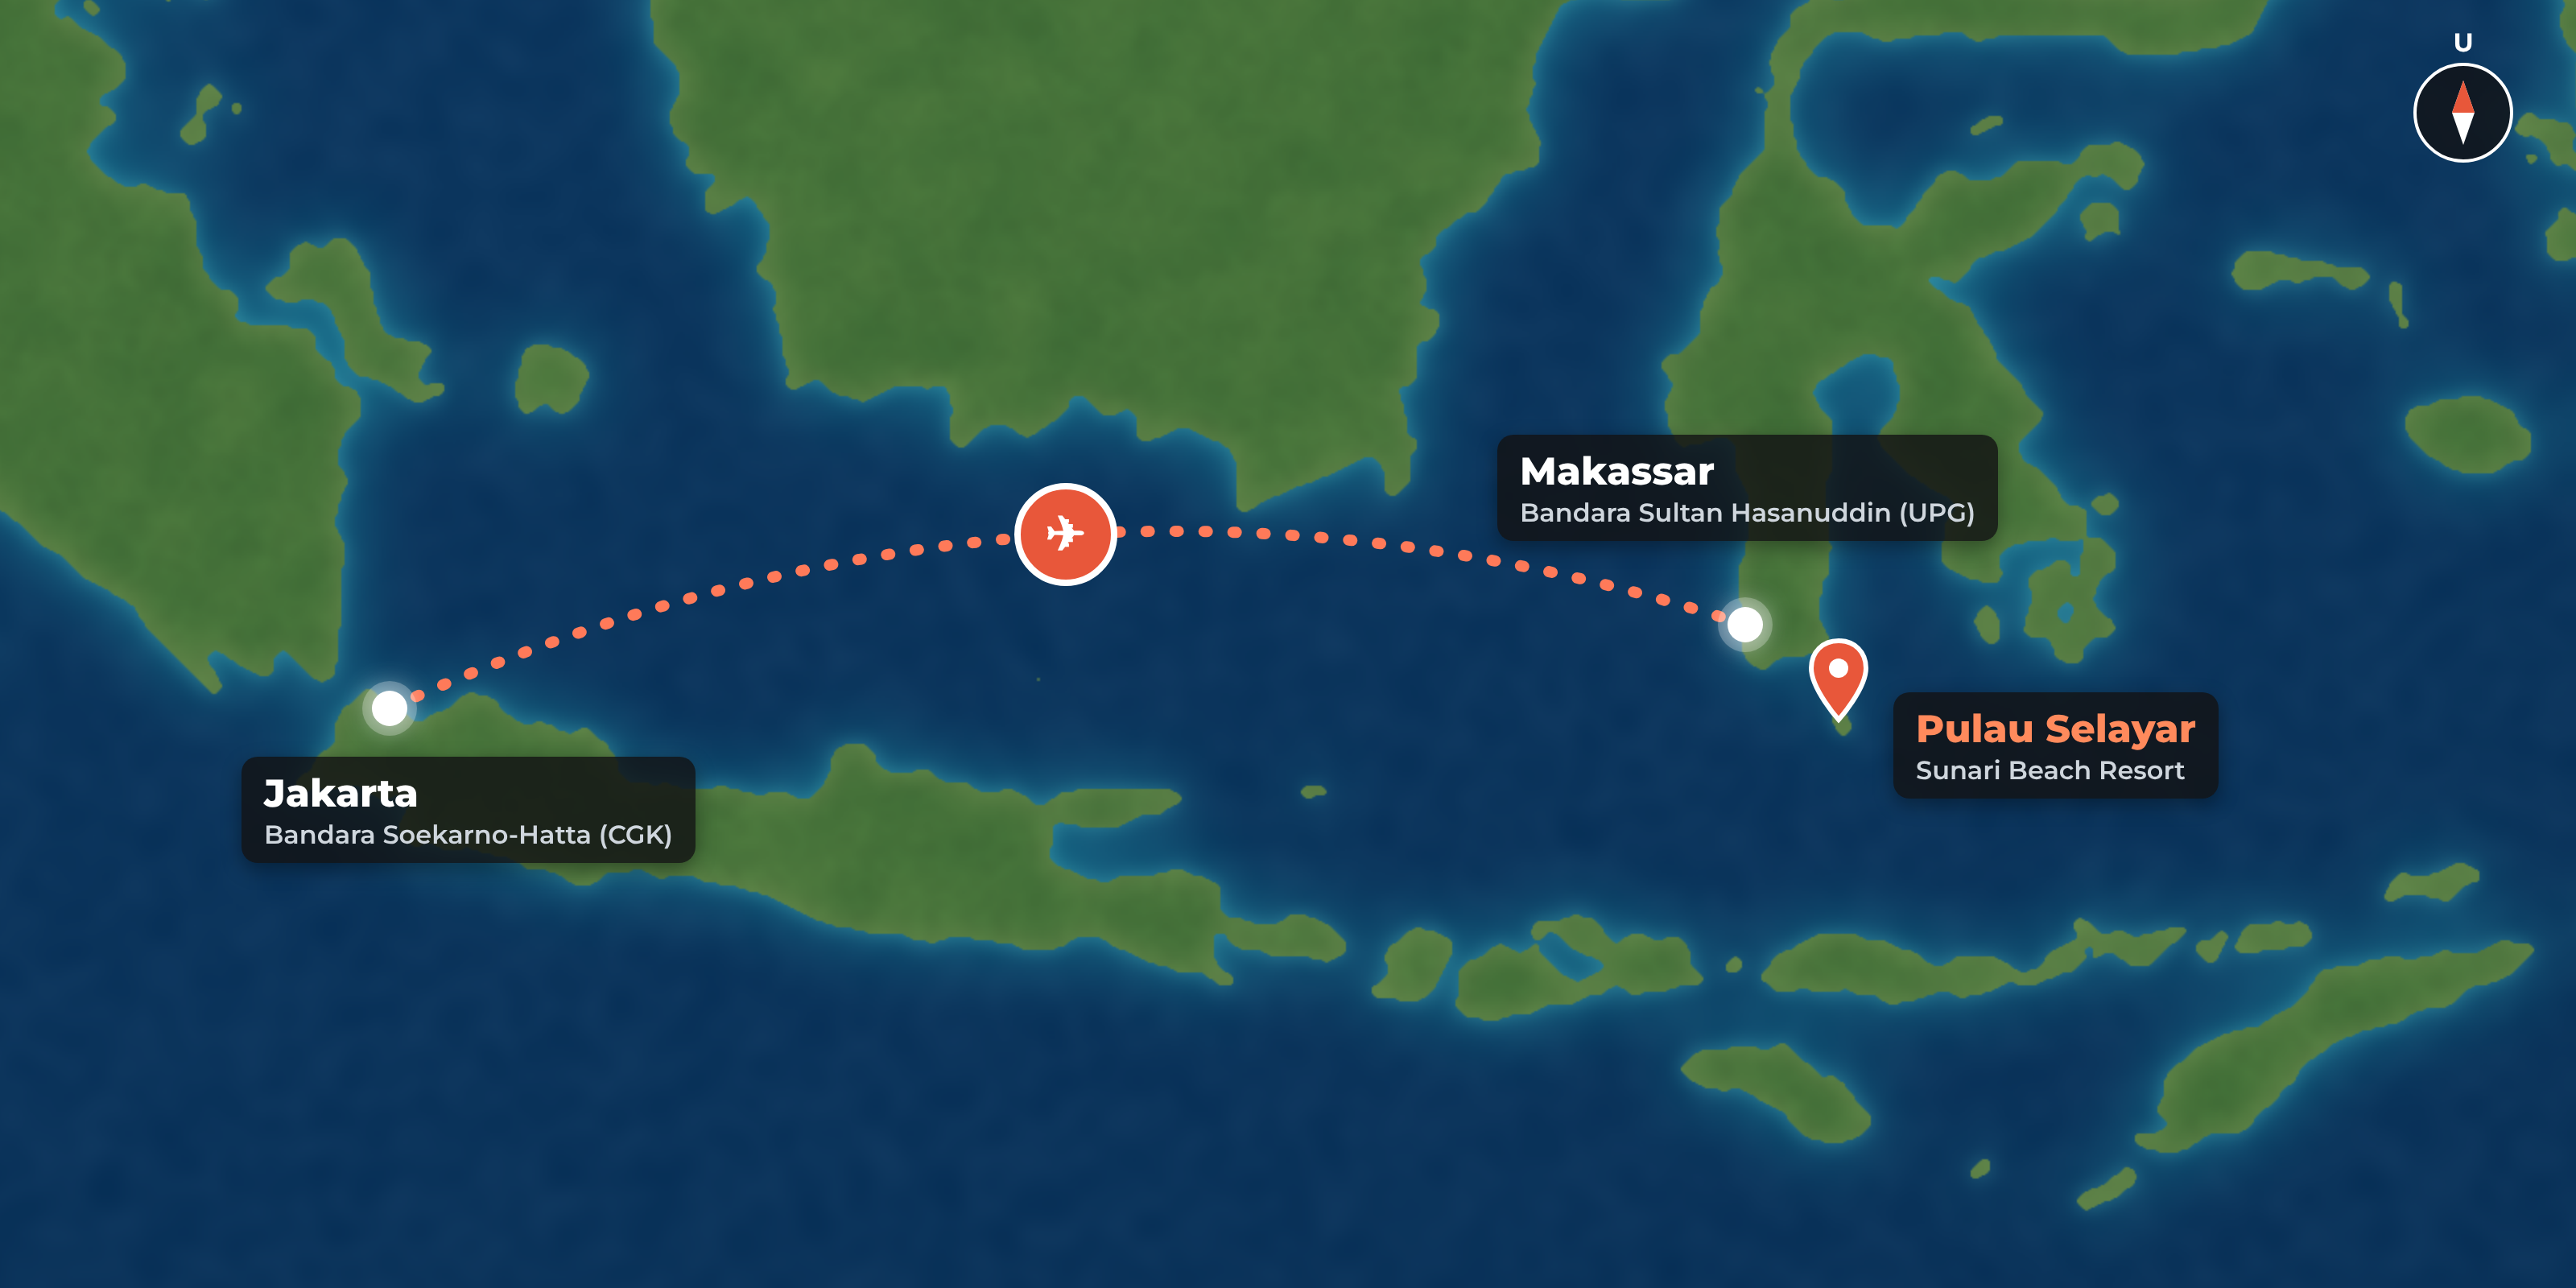 U
Makassar
Bandara Sultan Hasanuddin (UPG)
Pulau Selayar
Sunari Beach Resort
Jakarta
Bandara Soekarno-Hatta (CGK)